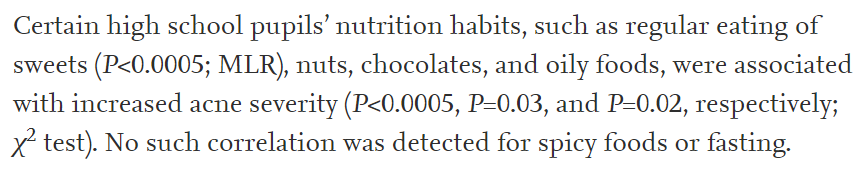 Certain high school pupils’ nutrition habits, such as regular eating of
sweets (P<0.0005; MLR), nuts, chocolates, and oily foods, were associated
with increased acne severity (P<0.0005, P=0.03, and P=0.02, respectively;
χ² test). No such correlation was detected for spicy foods or fasting.